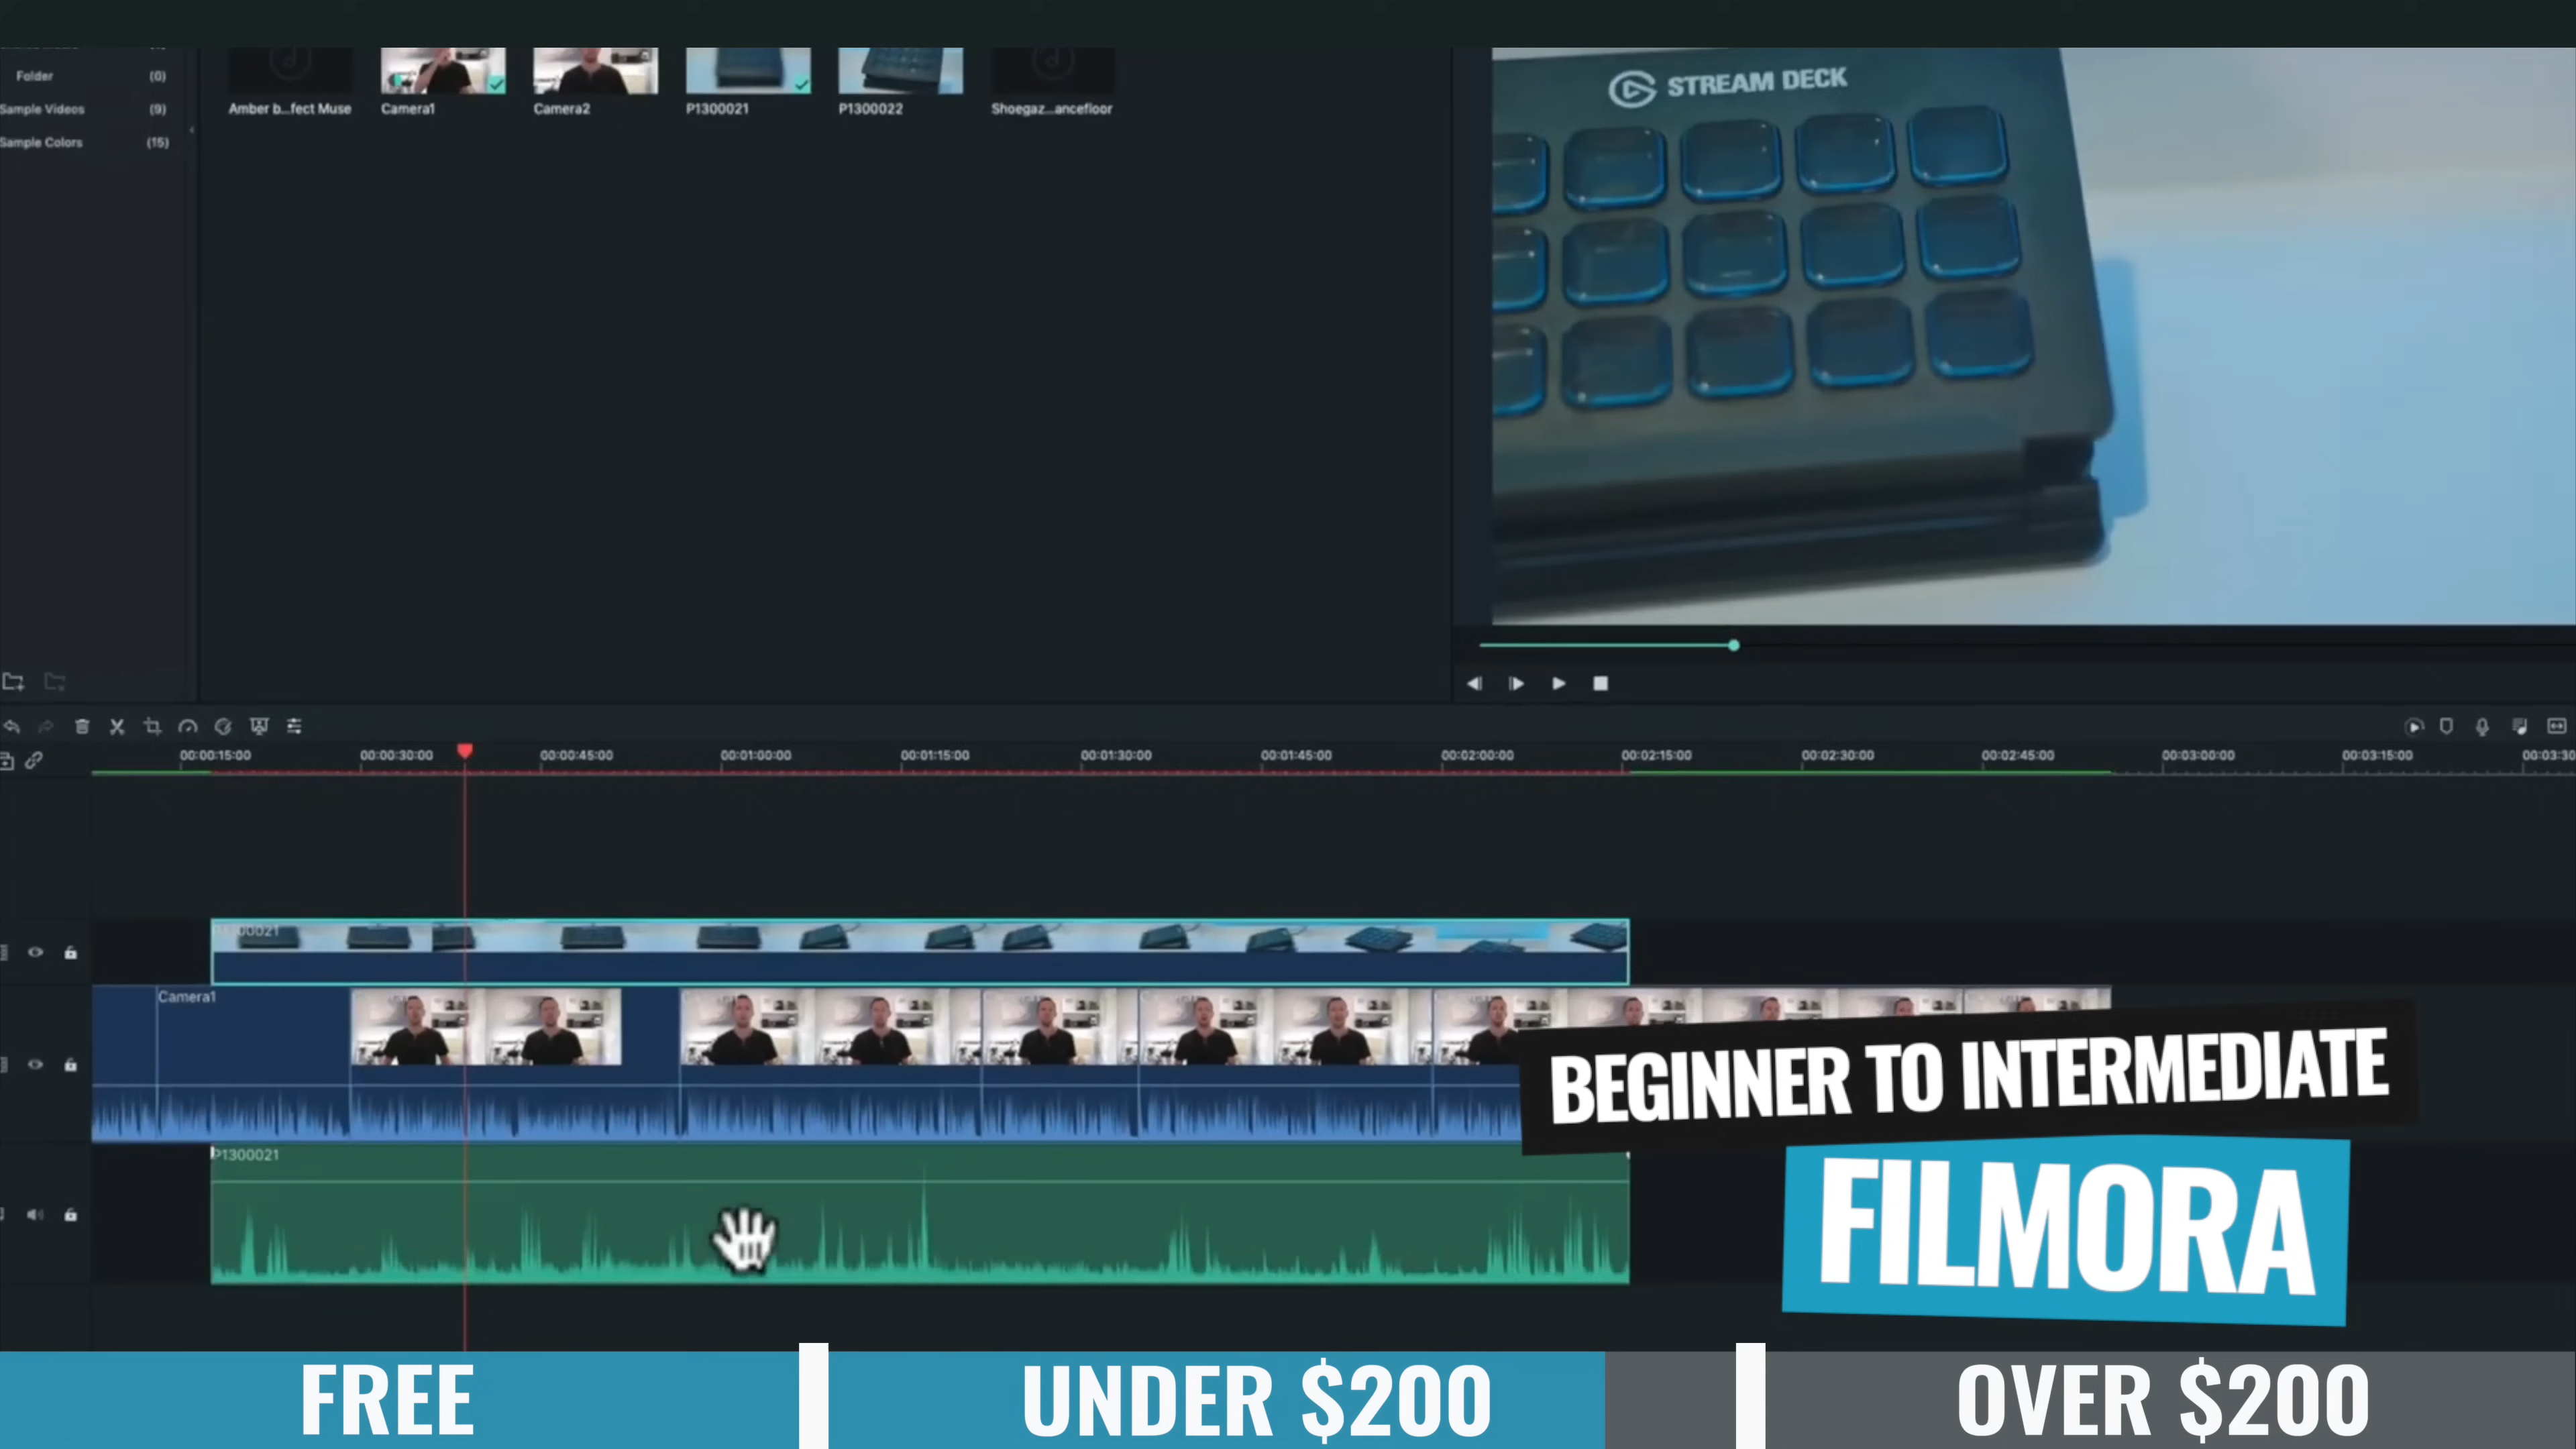 Folder (0)
Sample Videos (9)
Sample Colors (15)
Amber b...fect Muse
Camera1
Camera2
P1300021
P1300022
Shoegaz...ancefloor
STREAM DECK
00:00:15:00 00:00:30:00 00:00:45:00 00:01:00:00 00:01:15:00 00:01:30:00 00:01:45:00 00:02:00:00 00:02:15:00 00:02:30:00 00:02:45:00 00:03:00:00 00:03:15:00 00:03:30
P1300021
Camera1
P1300021
BEGINNER TO INTERMEDIATE
FILMORA
FREE
UNDER $200
OVER $200